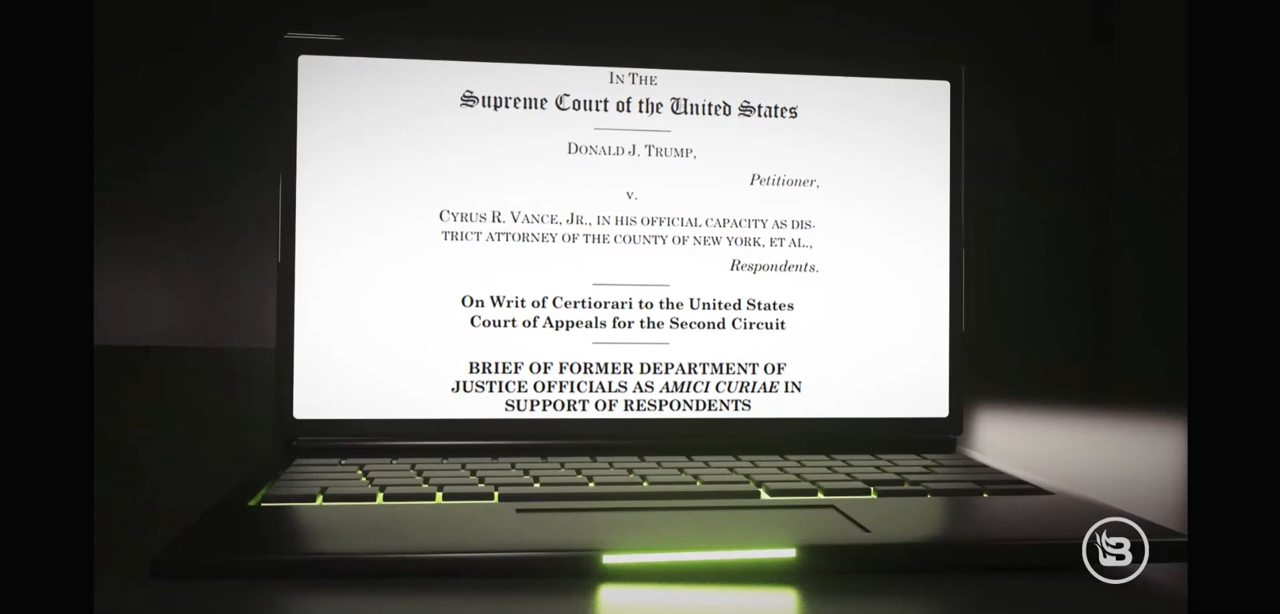 IN THE
Supreme Court of the United States
DONALD J. TRUMP,
Petitioner,
v.
CYRUS R. VANCE, JR., IN HIS OFFICIAL CAPACITY AS DIS-
TRICT ATTORNEY OF THE COUNTY OF NEW YORK, ET AL.,
Respondents.
On Writ of Certiorari to the United States
Court of Appeals for the Second Circuit
BRIEF OF FORMER DEPARTMENT OF
JUSTICE OFFICIALS AS AMICI CURIAE IN
SUPPORT OF RESPONDENTS
B